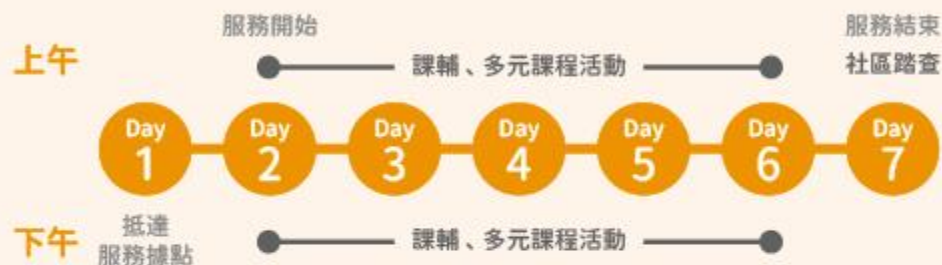 服務開始
服務結束
上午
課輔、多元課程活動
社區踏查
Day 1
Day 2
Day 3
Day 4
Day 5
Day 6
Day 7
抵達
服務據點
下午
課輔、多元課程活動